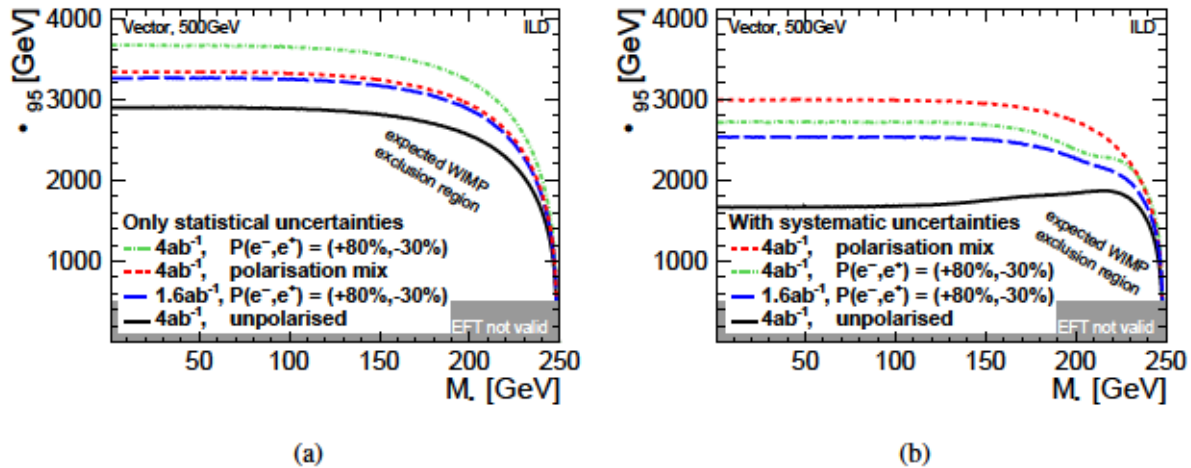 Vector, 500GeV
ILD
• 95 [GeV]
4000
3000
2000
1000
expected WIMP
exclusion region
Only statistical uncertainties
4ab⁻¹, P(e⁻,e⁺) = (+80%,-30%)
4ab⁻¹, polarisation mix
1.6ab⁻¹, P(e⁻,e⁺) = (+80%,-30%)
4ab⁻¹, unpolarised
EFT not valid
50 100 150 200 250
M• [GeV]
(a)
Vector, 500GeV
ILD
• 95 [GeV]
4000
3000
2000
1000
With systematic uncertainties
4ab⁻¹, polarisation mix
4ab⁻¹, P(e⁻,e⁺) = (+80%,-30%)
1.6ab⁻¹, P(e⁻,e⁺) = (+80%,-30%)
4ab⁻¹, unpolarised
expected WIMP
exclusion region
EFT not valid
50 100 150 200 250
M• [GeV]
(b)